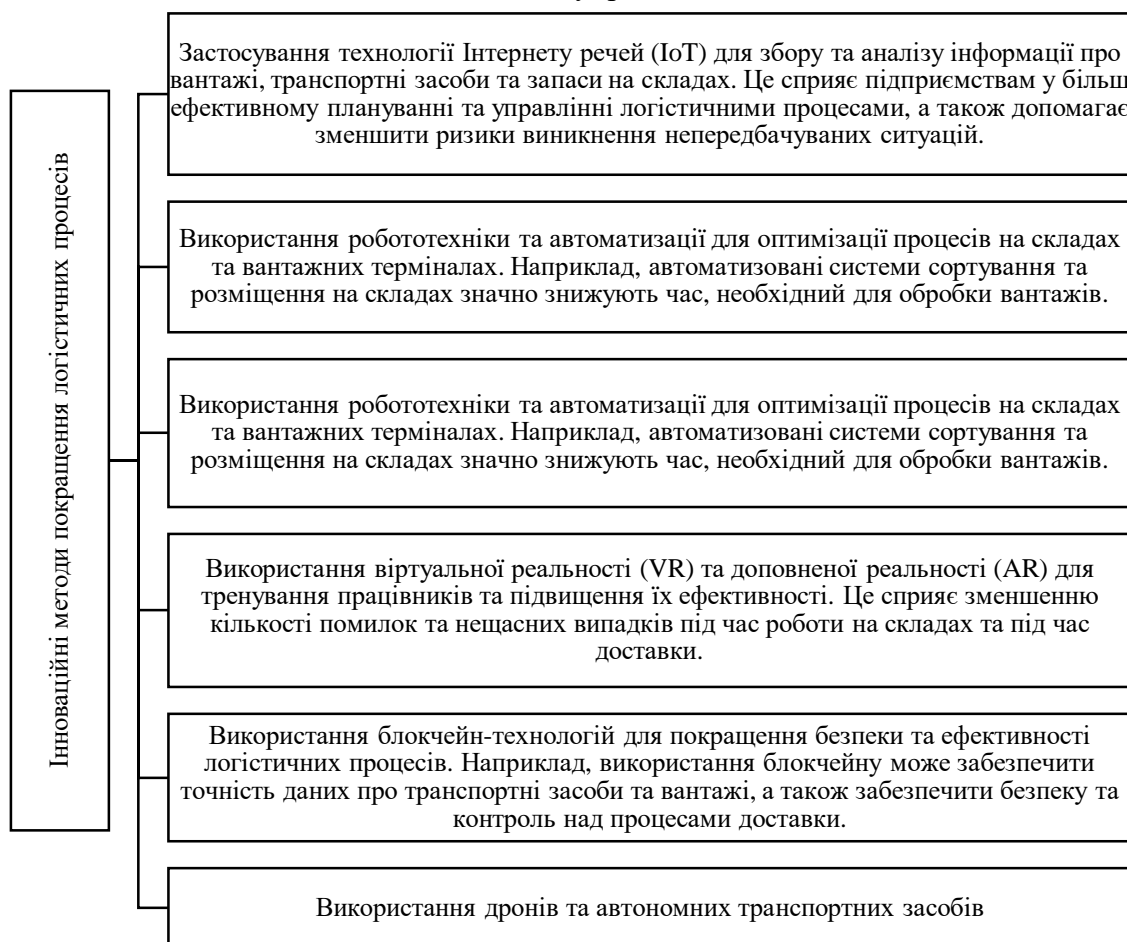 Інноваційні методи покращення логістичних процесів
Застосування технології Інтернету речей (IoT) для збору та аналізу інформації про
вантажі, транспортні засоби та запаси на складах. Це сприяє підприємствам у більш
ефективному плануванні та управлінні логістичними процесами, а також допомагає
зменшити ризики виникнення непередбачуваних ситуацій.
Використання робототехніки та автоматизації для оптимізації процесів на складах
та вантажних терміналах. Наприклад, автоматизовані системи сортування та
розміщення на складах значно знижують час, необхідний для обробки вантажів.
Використання робототехніки та автоматизації для оптимізації процесів на складах
та вантажних терміналах. Наприклад, автоматизовані системи сортування та
розміщення на складах значно знижують час, необхідний для обробки вантажів.
Використання віртуальної реальності (VR) та доповненої реальності (AR) для
тренування працівників та підвищення їх ефективності. Це сприяє зменшенню
кількості помилок та нещасних випадків під час роботи на складах та під час
доставки.
Використання блокчейн-технологій для покращення безпеки та ефективності
логістичних процесів. Наприклад, використання блокчейну може забезпечити
точність даних про транспортні засоби та вантажі, а також забезпечити безпеку та
контроль над процесами доставки.
Використання дронів та автономних транспортних засобів